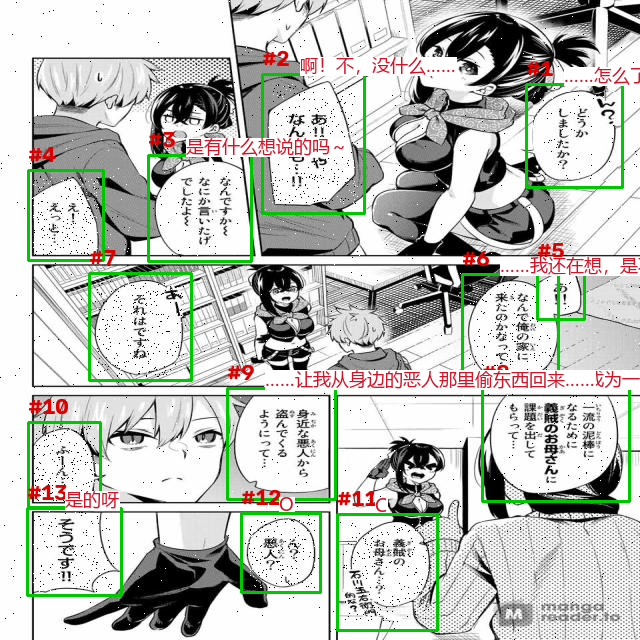 #1
……怎么了
ん？
どうか
しましたか？
#2
啊！不，没什么……
あ！！
#3
是有什么想说的吗～
なんですか〜
なにか言いたげ
でしたよ〜
#4
え！
えっと…
#5
#6
……我还在想，是
なんで俺の家に
来たのかなって
#7
あー
それはですね
一流の泥棒に
なるために
義賊のお母さんに
課題を出して
もらって…
#9
……让我从身边的恶人那里偷东西回来……
身近な悪人から
盗んでくる
ようにって…
#10
ふーん
#11
C
義賊の
お母さん…？
#12
O
ん？
悪人？
#13
是的呀
そうです！！
M manga
reader.to